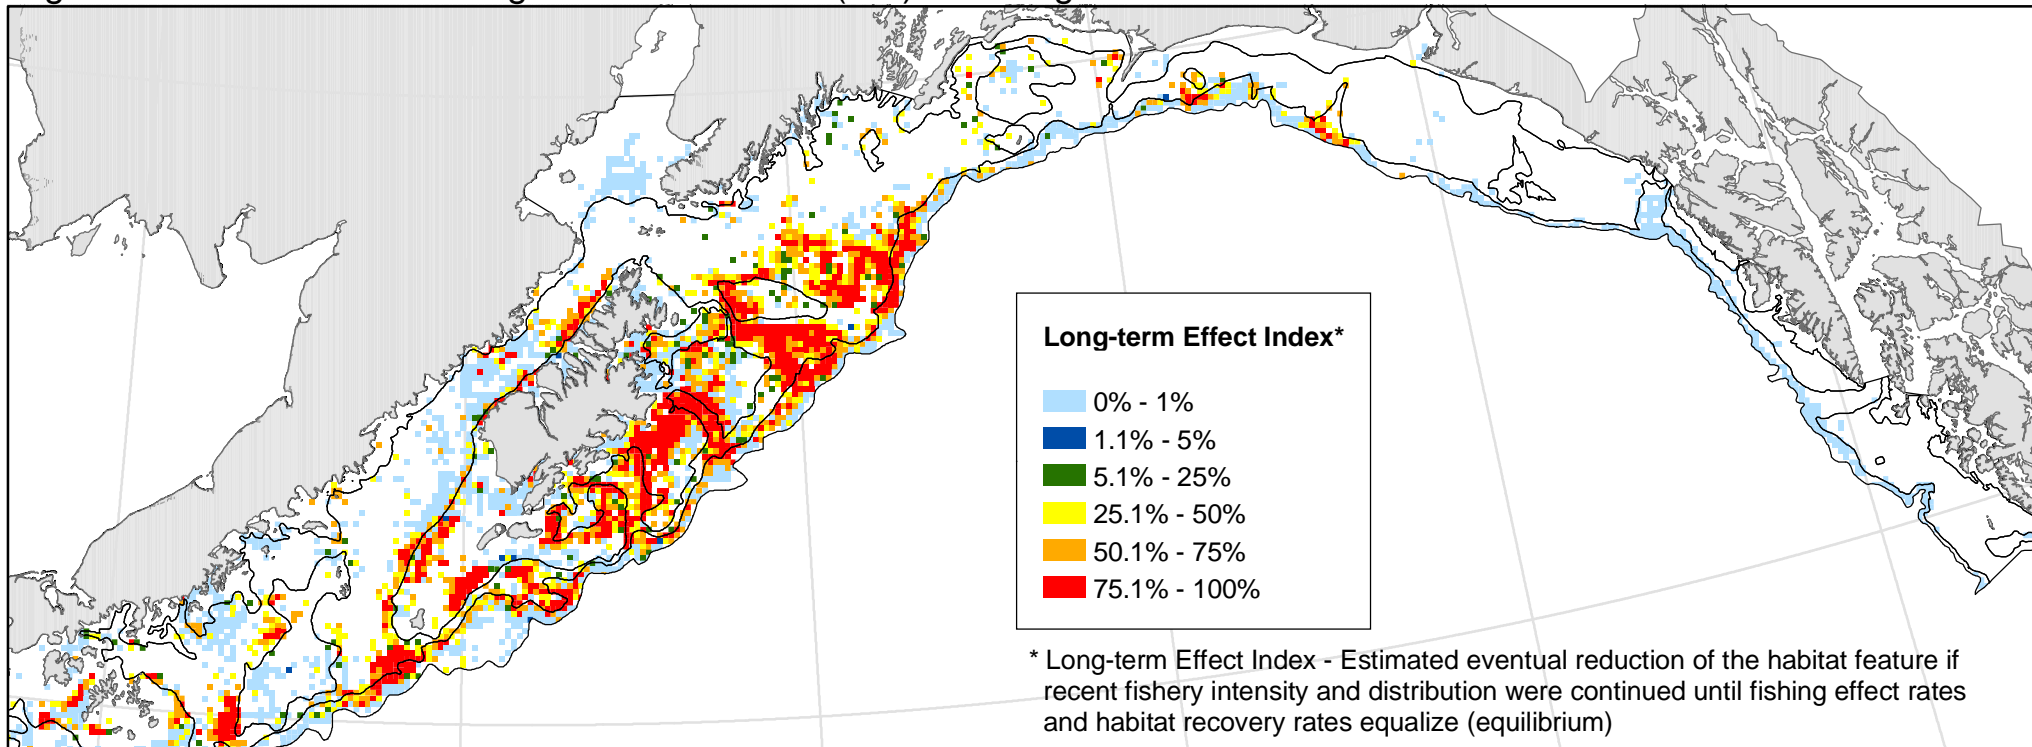 Long-term Effect Index*
0% - 1%
1.1% - 5%
5.1% - 25%
25.1% - 50%
50.1% - 75%
75.1% - 100%
* Long-term Effect Index - Estimated eventual reduction of the habitat feature if
recent fishery intensity and distribution were continued until fishing effect rates
and habitat recovery rates equalize (equilibrium)